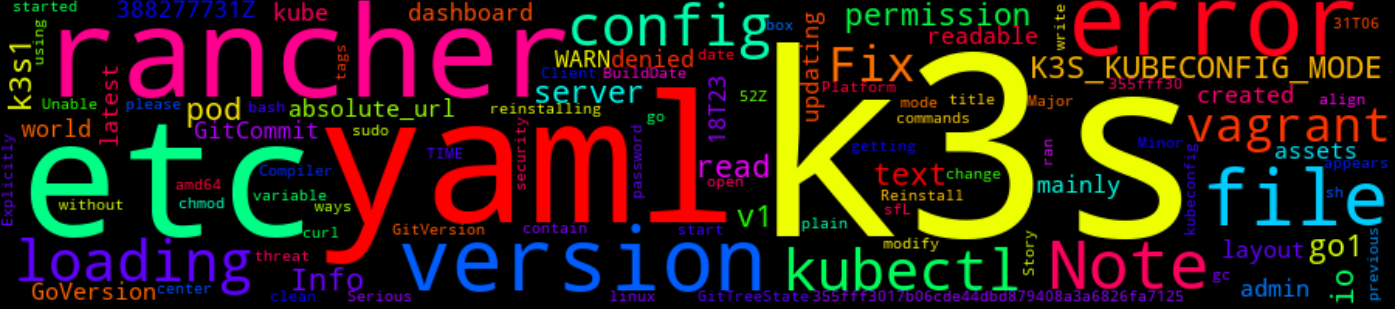 started
388277731Z
kube
dashboard
config
box
permission
readable
write
error
31T06
using
k3s1
rancher
tags
WARN
denied
date
updating
Fix
K3S_KUBECONFIG_MODE
Client
BuildDate
Platform
355fff30
latest
Unable
please
pod
bash
absolute_url
server
reinstalling
18T23
52Z
k3s
mode
title
Major
created
align
world
GitCommit
sudo
go
commands
vagrant
etc
yaml
security
password
TIME
getting
ran
Minor
assets
Explicitly
Compiler
read
open
text
change
mainly
appears
kubeconfig
file
amd64
without
chmod
variable
ways
Reinstall
sfL
sh
curl
GitVersion
contain
start
v1
plain
modify
Story
loading
threat
version
kubectl
Note
layout
go1
io
previous
Info
GoVersion
center
clean
Serious
linux
GitTreeState
355fff3017b06cde44dbd879408a3a6826fa7125
gc
admin